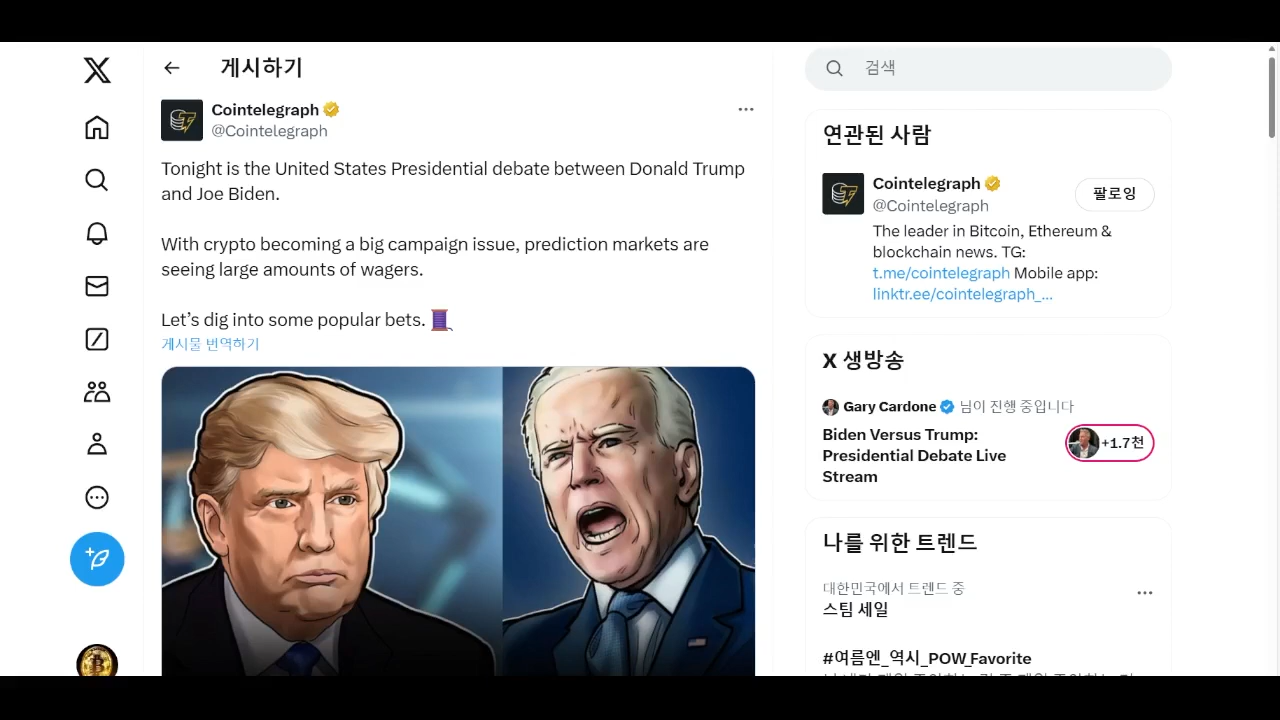 게시하기
Cointelegraph
@Cointelegraph
Tonight is the United States Presidential debate between Donald Trump
and Joe Biden.
With crypto becoming a big campaign issue, prediction markets are
seeing large amounts of wagers.
Let’s dig into some popular bets. 🧵
게시물 번역하기
검색
연관된 사람
Cointelegraph
@Cointelegraph
팔로잉
The leader in Bitcoin, Ethereum &
blockchain news. TG:
t.me/cointelegraph Mobile app:
linktr.ee/cointelegraph_...
X 생방송
Gary Cardone 님이 진행 중입니다
Biden Versus Trump:
Presidential Debate Live
Stream
+1.7천
나를 위한 트렌드
대한민국에서 트렌드 중
스팀 세일
#여름엔_역시_POW_Favorite